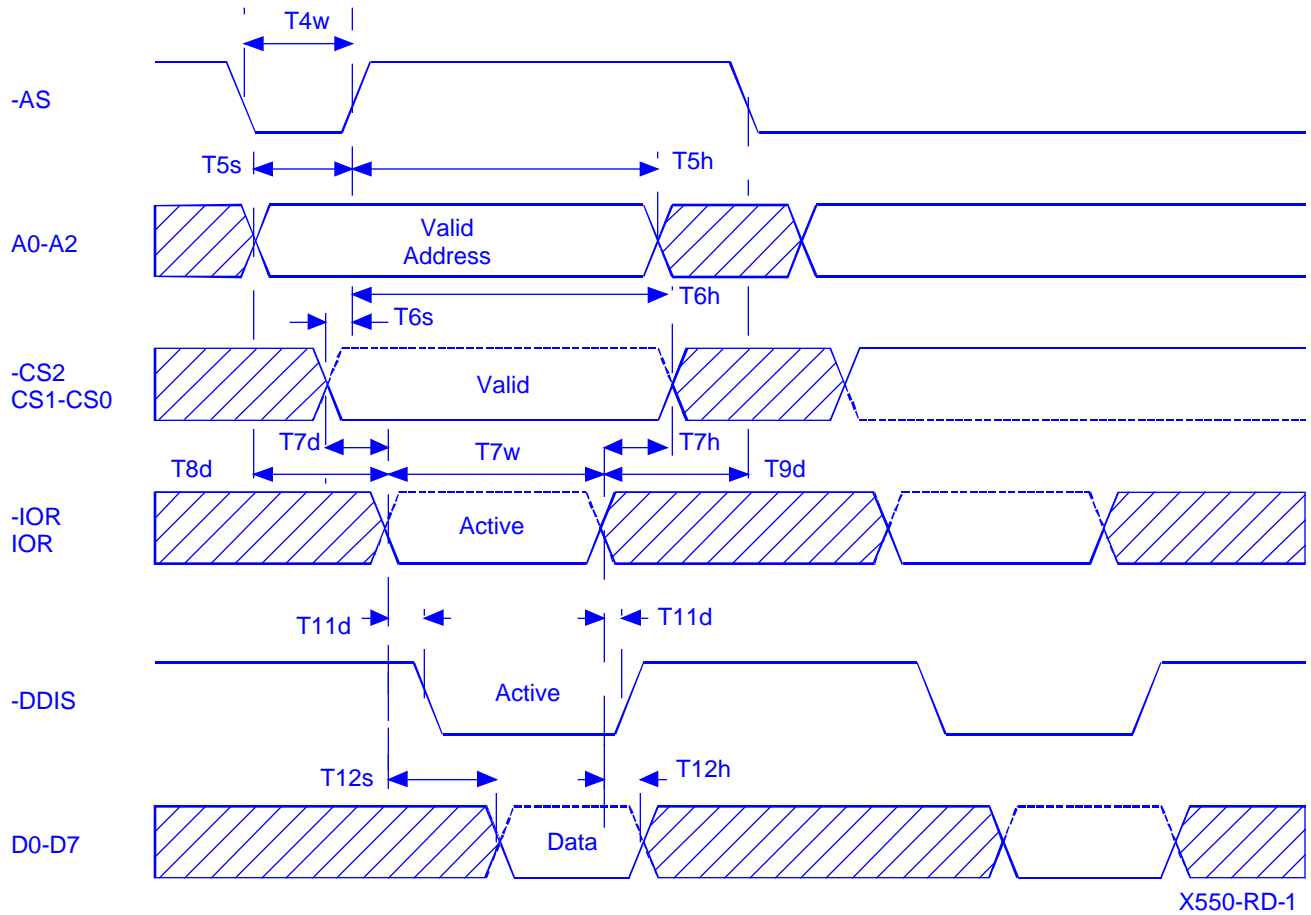 T4w
-AS
T5s
T5h
A0-A2
Valid
Address
T6h
T6s
-CS2
CS1-CS0
Valid
T7d
T7w
T7h
T8d
T9d
-IOR
IOR
Active
T11d
T11d
-DDIS
Active
T12s
T12h
D0-D7
Data
X550-RD-1